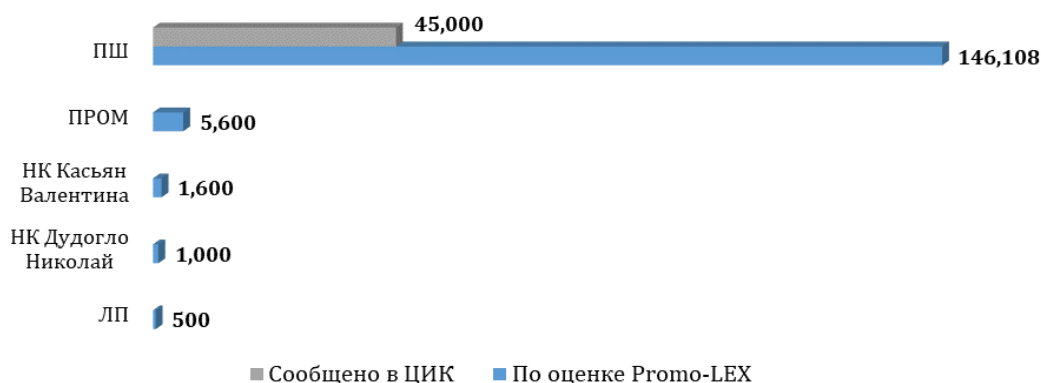 45,000
ПШ
146,108
ПРОМ
5,600
НК Касьян
Валентина
1,600
НК Дудогло
Николай
1,000
ЛП
500
Сообщено в ЦИК По оценке Promo-LEX